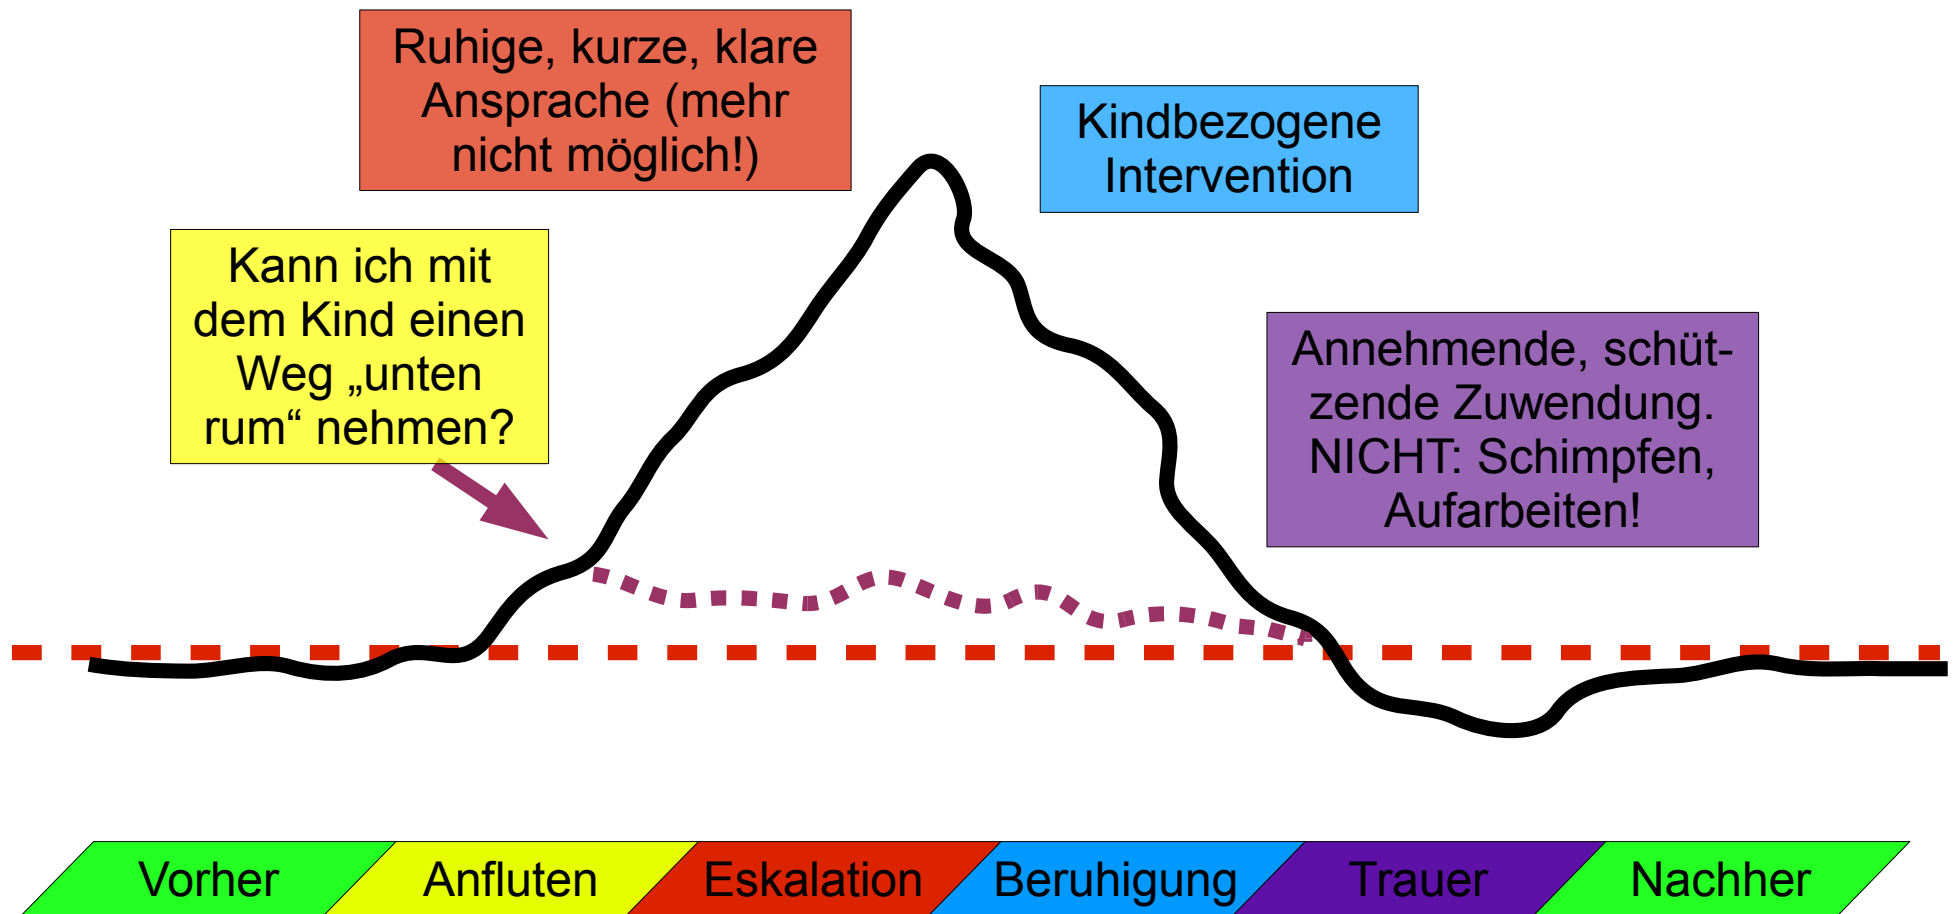 Ruhige, kurze, klare
Ansprache (mehr
nicht möglich!)
Kindbezogene
Intervention
Kann ich mit
dem Kind einen
Weg „unten
rum“ nehmen?
Annehmende, schüt-
zende Zuwendung.
NICHT: Schimpfen,
Aufarbeiten!
Vorher
Anfluten
Eskalation
Beruhigung
Trauer
Nachher